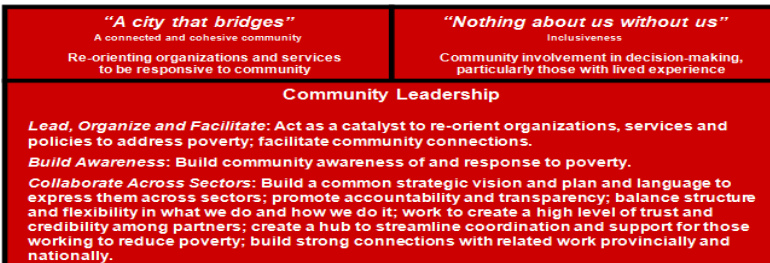 "A city that bridges"
A connected and cohesive community
Re-orienting organizations and services
to be responsive to community
"Nothing about us without us"
Inclusiveness
Community involvement in decision-making,
particularly those with lived experience
Community Leadership
Lead, Organize and Facilitate: Act as a catalyst to re-orient organizations, services and
policies to address poverty; facilitate community connections.
Build Awareness: Build community awareness of and response to poverty.
Collaborate Across Sectors: Build a common strategic vision and plan and language to
express them across sectors; promote accountability and transparency; balance structure
and flexibility in what we do and how we do it; work to create a high level of trust and
credibility among partners; create a hub to streamline coordination and support for those
working to reduce poverty; build strong connections with related work provincially and
nationally.